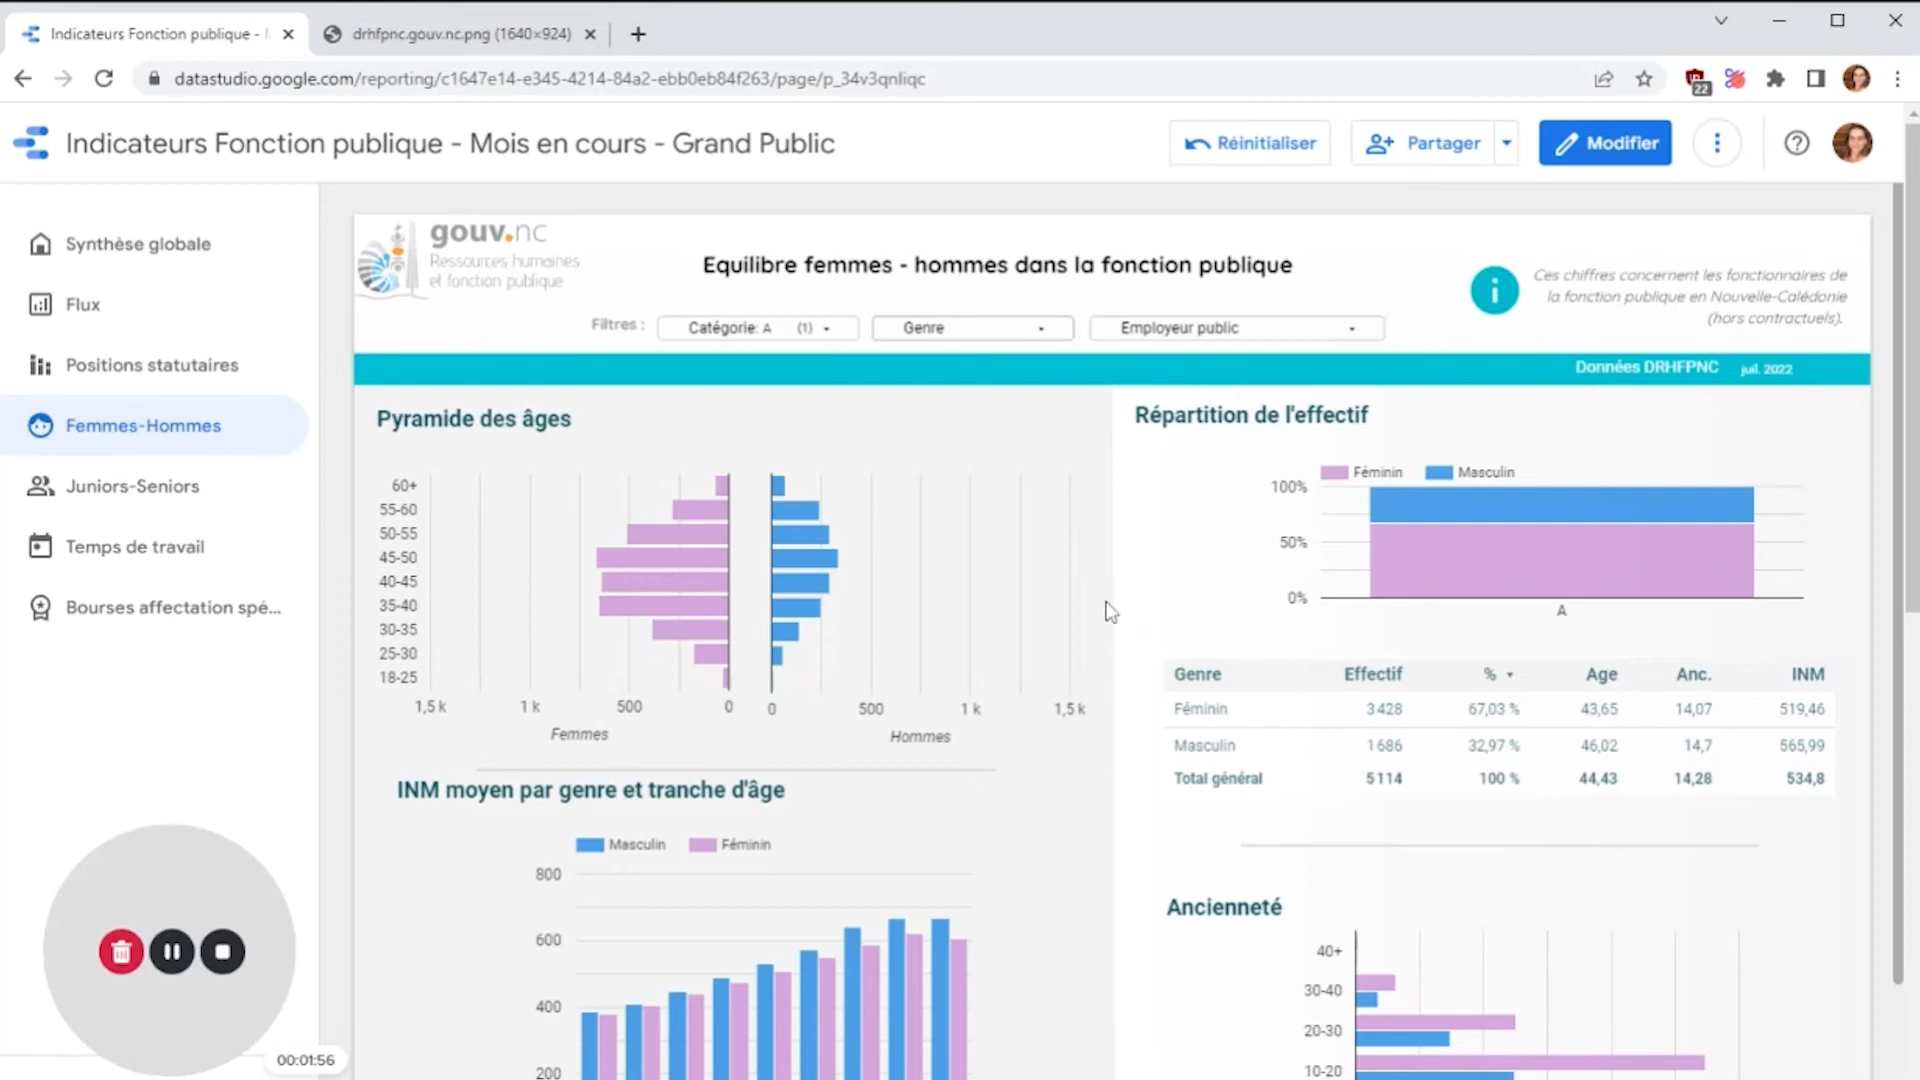 Indicateurs Fonction publique -
drhfpnc.gouv.nc.png (1640×924)
datastudio.google.com/reporting/c1647e14-e345-4214-84a2-ebb0eb84f263/page/p_34v3qnliqc
22
Indicateurs Fonction publique - Mois en cours - Grand Public
Réinitialiser
Partager
Modifier
Synthèse globale
Flux
Positions statutaires
Femmes-Hommes
Juniors-Seniors
Temps de travail
Bourses affectation spé...
gouv.nc
Ressources humaines
et fonction publique
Equilibre femmes - hommes dans la fonction publique
Ces chiffres concernent les fonctionnaires de
la fonction publique en Nouvelle-Calédonie
(hors contractuels).
Filtres :
Catégorie: A (1)
Genre
Employeur public
Données DRHFPNC juil. 2022
Pyramide des âges
60+
55-60
50-55
45-50
40-45
35-40
30-35
25-30
18-25
1,5 k 1 k 500 0 0 500 1 k 1,5 k
Femmes Hommes
INM moyen par genre et tranche d'âge
Masculin Féminin
800
600
400
200
Répartition de l'effectif
Féminin Masculin
100%
50%
0%
A
Genre Effectif % Age Anc. INM
Féminin 3 428 67,03 % 43,65 14,07 519,46
Masculin 1 686 32,97 % 46,02 14,7 565,99
Total général 5 114 100 % 44,43 14,28 534,8
Ancienneté
40+
30-40
20-30
10-20
00:01:56